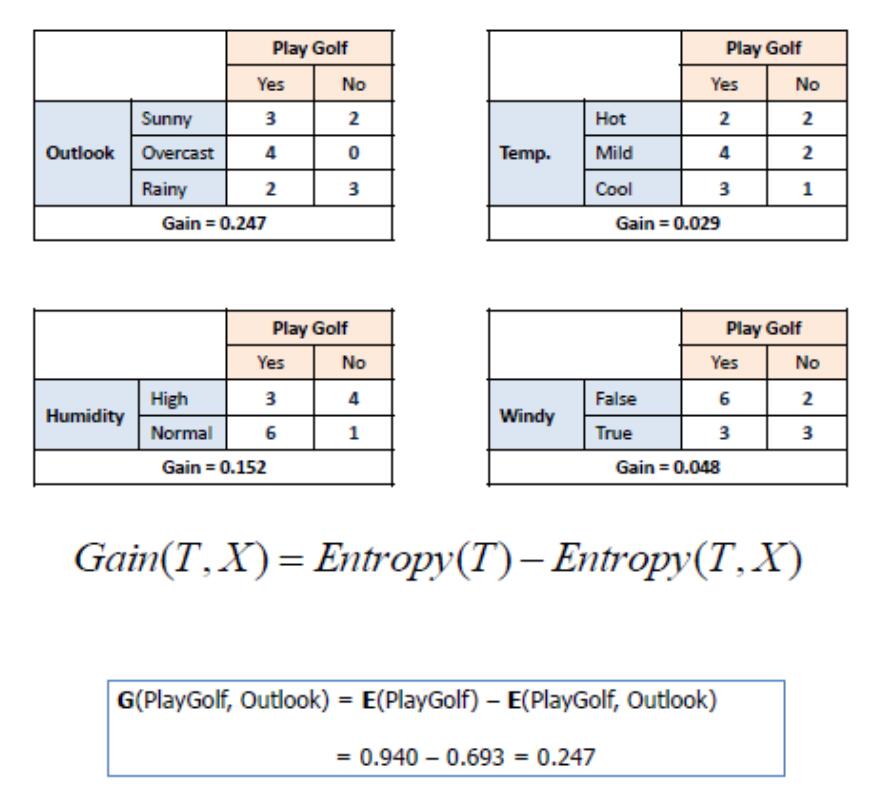 Play Golf
Yes No
Outlook
Sunny 3 2
Overcast 4 0
Rainy 2 3
Gain = 0.247
Play Golf
Yes No
Temp.
Hot 2 2
Mild 4 2
Cool 3 1
Gain = 0.029
Play Golf
Yes No
Humidity
High 3 4
Normal 6 1
Gain = 0.152
Play Golf
Yes No
Windy
False 6 2
True 3 3
Gain = 0.048
Gain(T, X) = Entropy(T) – Entropy(T, X)
G(PlayGolf, Outlook) = E(PlayGolf) – E(PlayGolf, Outlook)
= 0.940 – 0.693 = 0.247